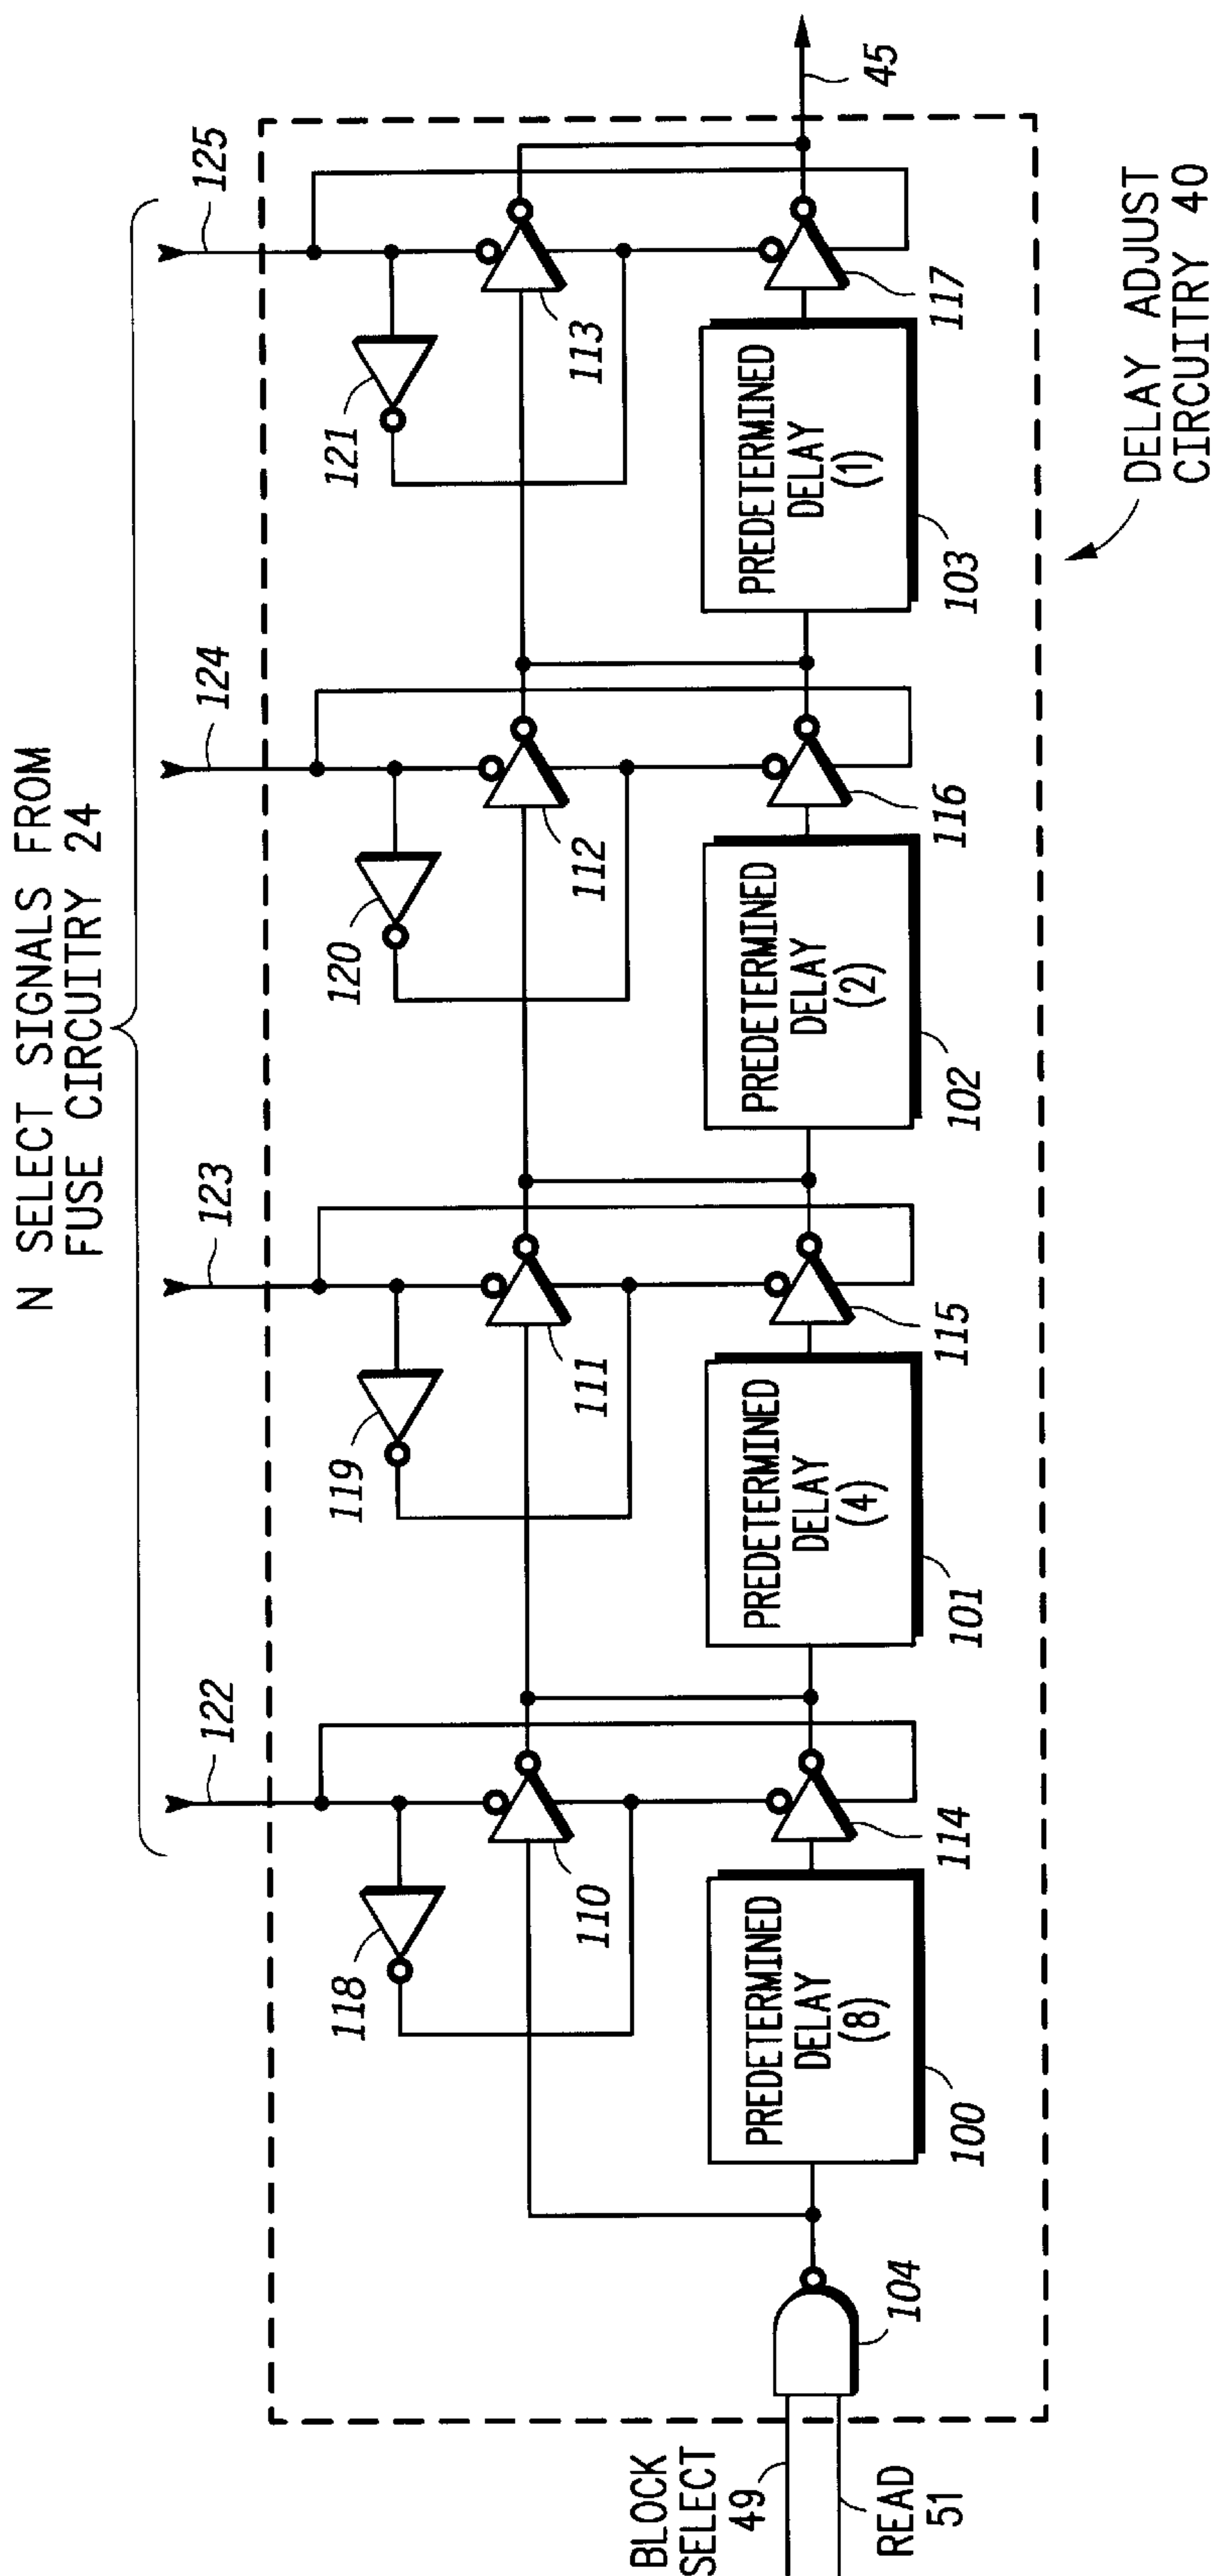 N SELECT SIGNALS FROM
FUSE CIRCUITRY 24
122
123
124
125
118
119
120
121
110
111
112
113
114
115
116
117
PREDETERMINED
DELAY
(8)
100
PREDETERMINED
DELAY
(4)
101
PREDETERMINED
DELAY
(2)
102
PREDETERMINED
DELAY
(1)
103
45
104
BLOCK
SELECT
49
READ
51
DELAY ADJUST
CIRCUITRY 40